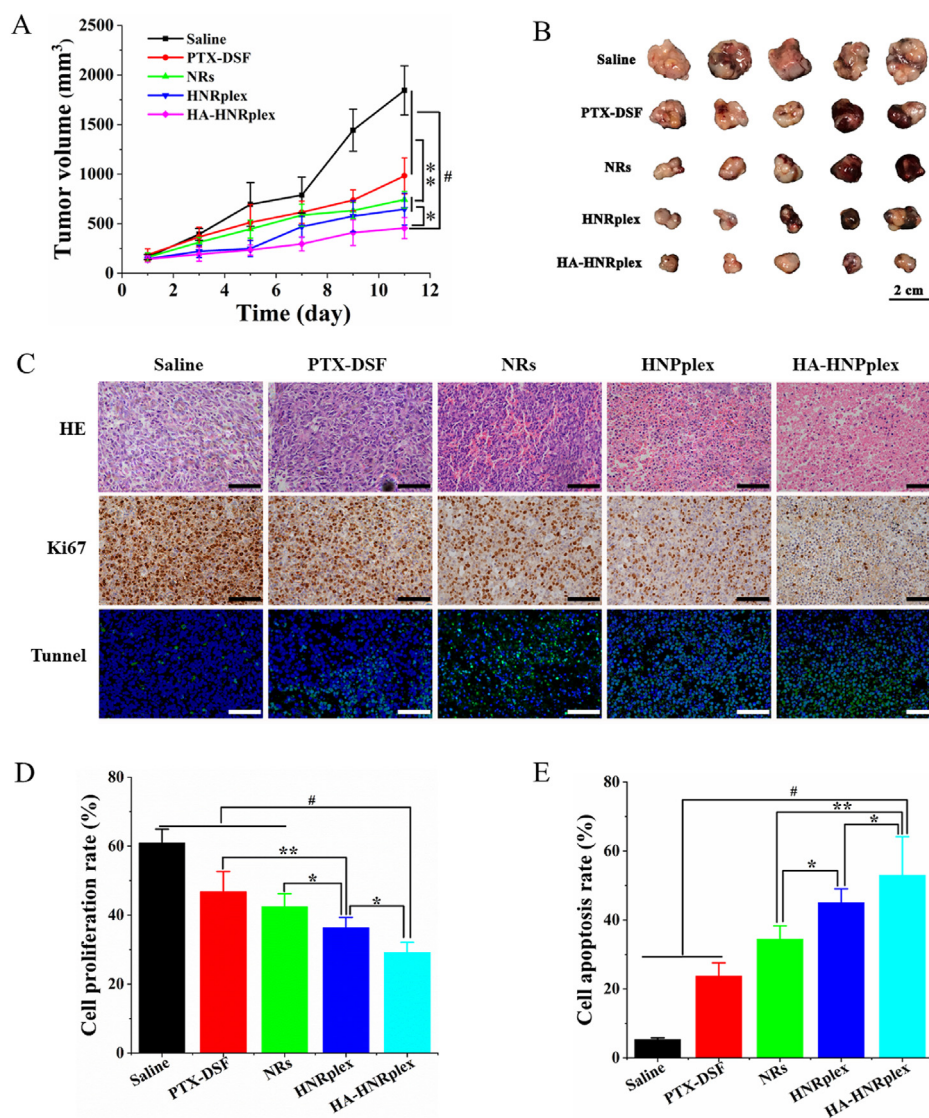 A
Tumor volume (mm³)
2500
2000
1500
1000
500
0
Saline
PTX-DSF
NRs
HNRplex
HA-HNRplex
**
#
*
0 2 4 6 8 10 12
Time (day)
B
Saline
PTX-DSF
NRs
HNRplex
HA-HNRplex
2 cm
C
Saline PTX-DSF NRs HNPplex HA-HNPplex
HE
Ki67
Tunnel
D
Cell proliferation rate (%)
80
60
40
20
0
#
**
*
*
Saline PTX-DSF NRs HNRplex HA-HNRplex
E
Cell apoptosis rate (%)
80
60
40
20
0
#
**
*
*
Saline PTX-DSF NRs HNRplex HA-HNRplex